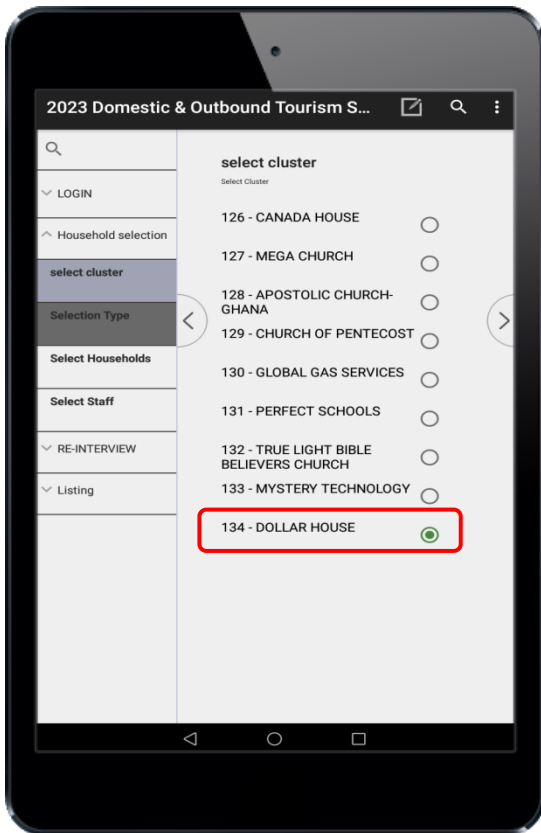 2023 Domestic & Outbound Tourism S...
LOGIN
Household selection
select cluster
Selection Type
Select Households
Select Staff
RE-INTERVIEW
Listing
select cluster
Select Cluster
126 - CANADA HOUSE
127 - MEGA CHURCH
128 - APOSTOLIC CHURCH-
GHANA
129 - CHURCH OF PENTECOST
130 - GLOBAL GAS SERVICES
131 - PERFECT SCHOOLS
132 - TRUE LIGHT BIBLE
BELIEVERS CHURCH
133 - MYSTERY TECHNOLOGY
134 - DOLLAR HOUSE